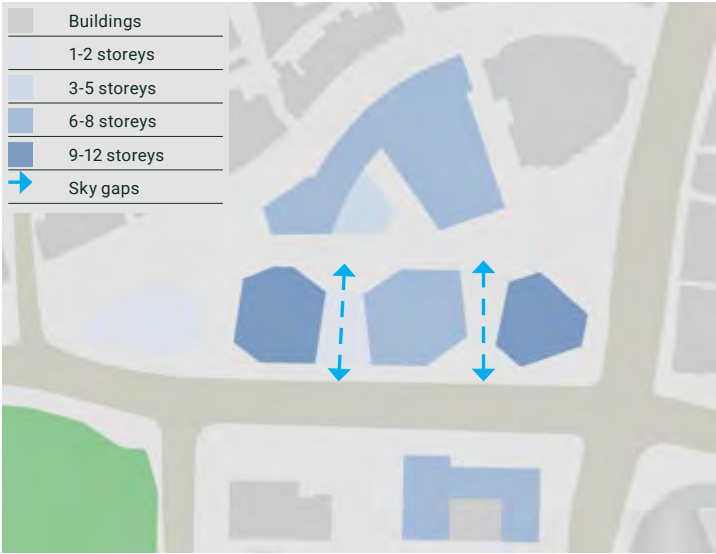 Buildings
1-2 storeys
3-5 storeys
6-8 storeys
9-12 storeys
Sky gaps